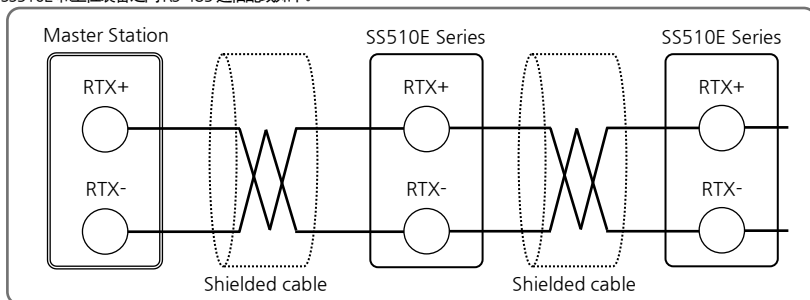 Master Station
SS510E Series
SS510E Series
RTX+
RTX+
RTX+
RTX-
RTX-
RTX-
Shielded cable
Shielded cable